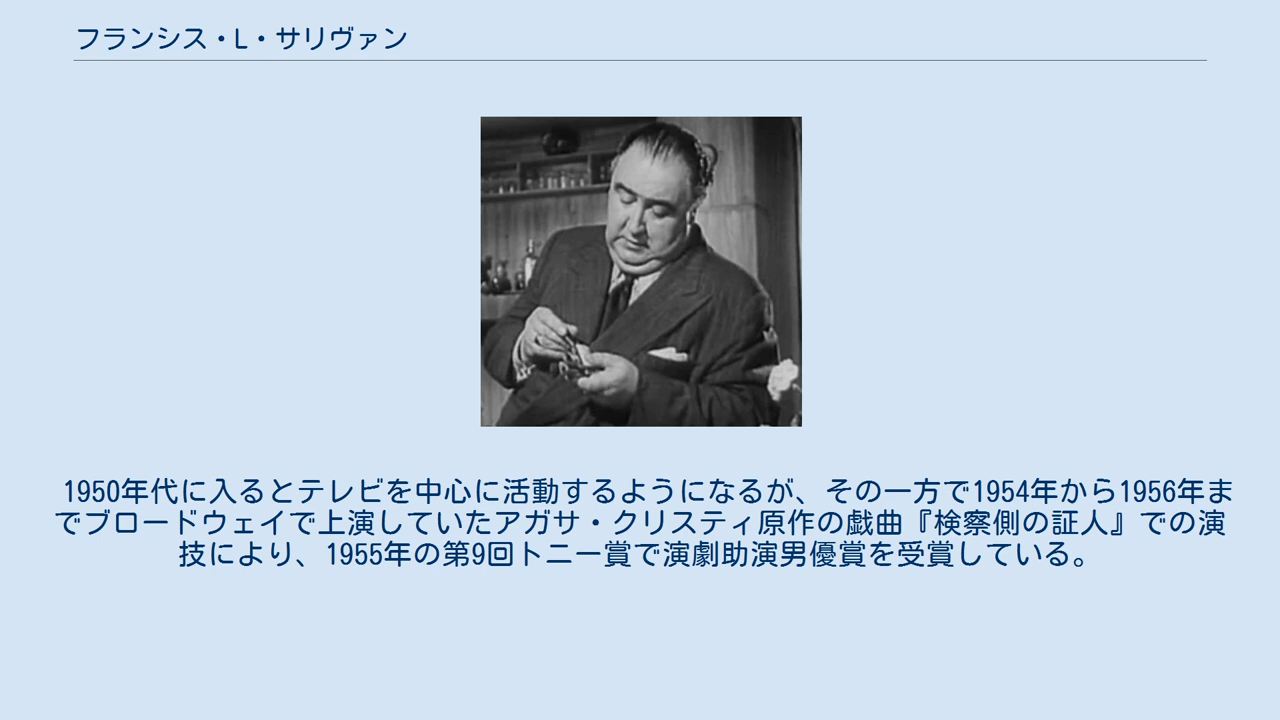 フランシス・L・サリヴァン
1950年代に入るとテレビを中心に活動するようになるが、その一方で1954年から1956年ま
でブロードウェイで上演していたアガサ・クリスティ原作の戯曲『検察側の証人』での演
技により、1955年の第9回トニー賞で演劇助演男優賞を受賞している。